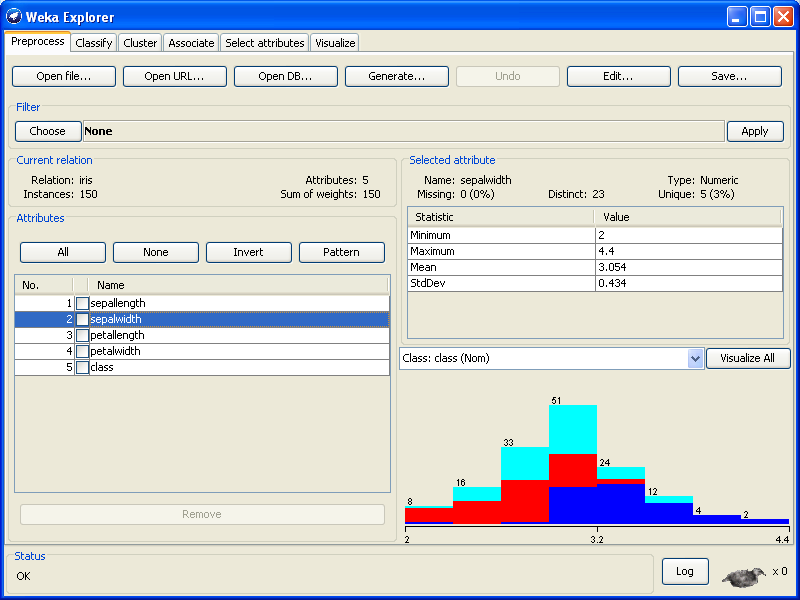 Weka Explorer
Preprocess Classify Cluster Associate Select attributes Visualize
Open file... Open URL... Open DB... Generate... Undo Edit... Save...
Filter
Choose None Apply
Current relation
Relation: iris Attributes: 5
Instances: 150 Sum of weights: 150
Attributes
All None Invert Pattern
No. Name
1 sepallength
2 sepalwidth
3 petallength
4 petalwidth
5 class
Remove
Selected attribute
Name: sepalwidth Type: Numeric
Missing: 0 (0%) Distinct: 23 Unique: 5 (3%)
Statistic Value
Minimum 2
Maximum 4.4
Mean 3.054
StdDev 0.434
Class: class (Nom) Visualize All
8 16 33 51 24 12 4 2
2 3.2 4.4
Status
OK
Log x 0